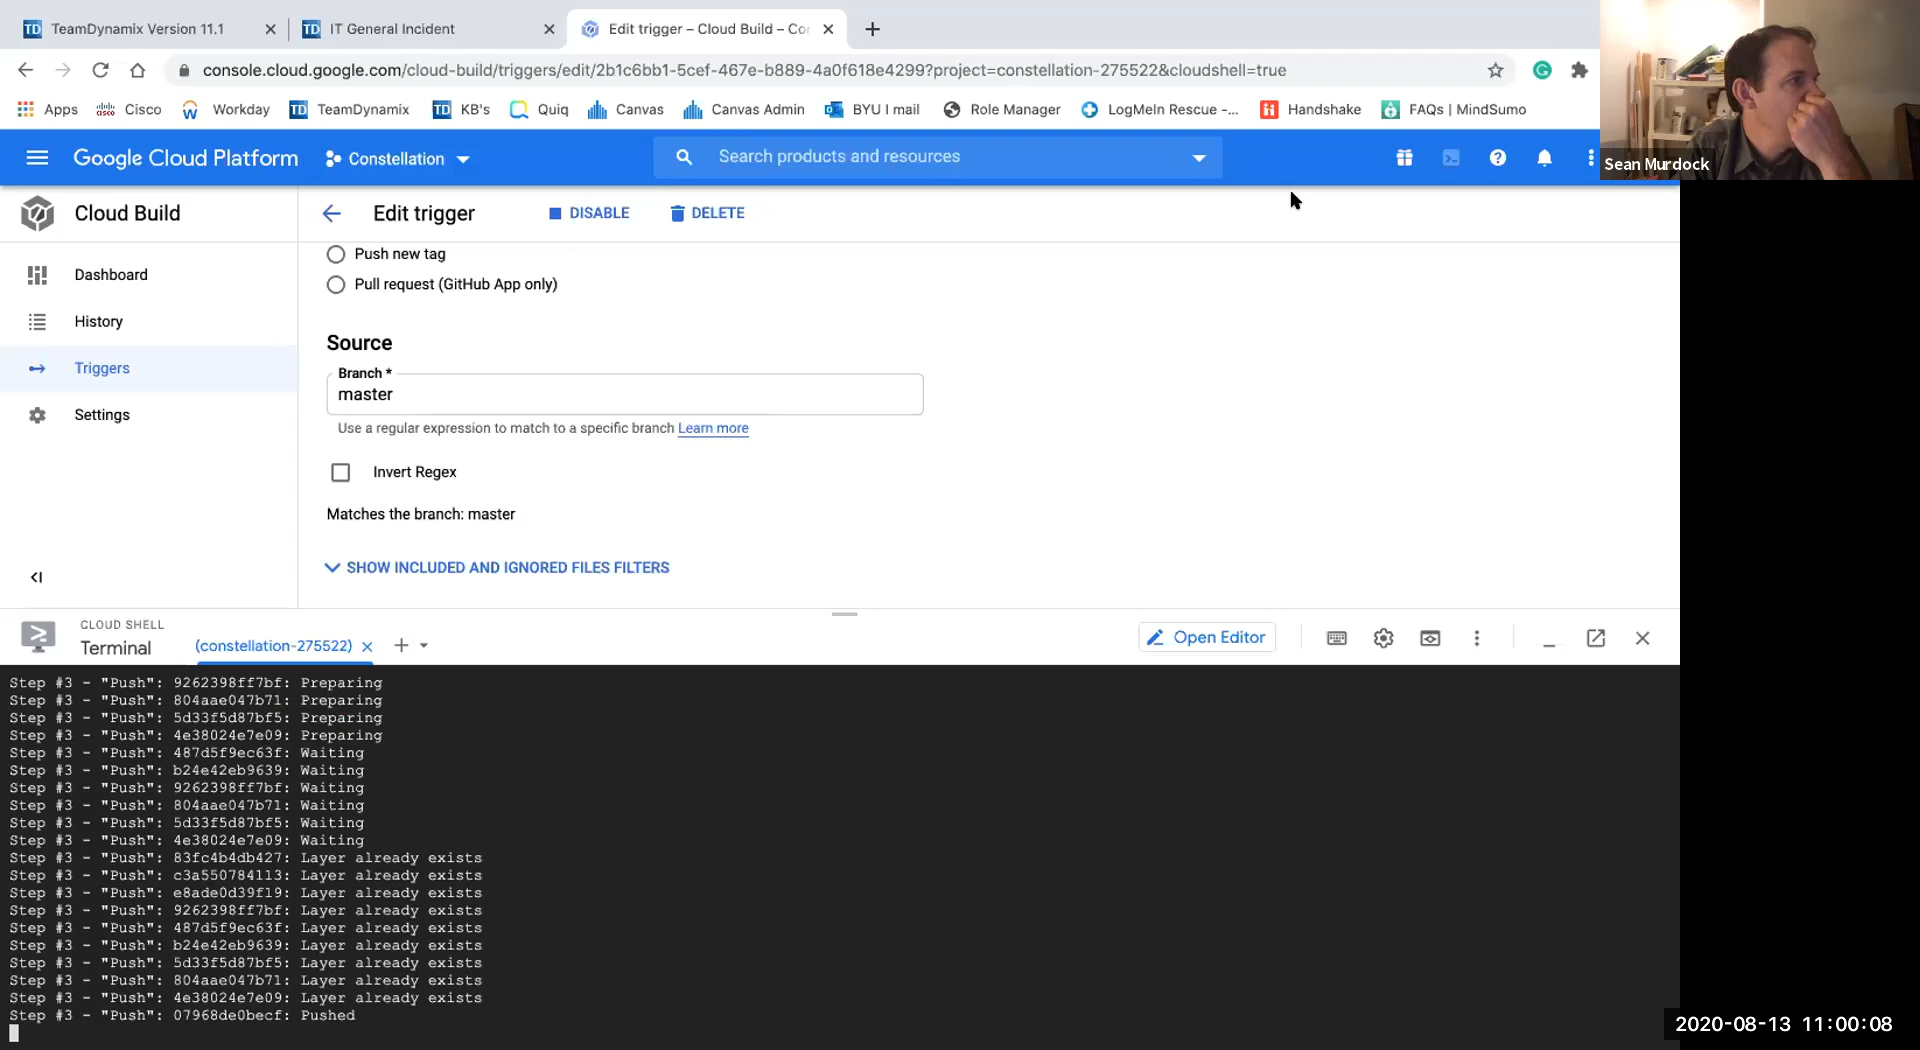 TeamDynamix Version 11.1
IT General Incident
Edit trigger – Cloud Build – Cor
console.cloud.google.com/cloud-build/triggers/edit/2b1c6bb1-5cef-467e-b889-4a0f618e4299?project=constellation-275522&cloudshell=true
Apps Cisco Workday TeamDynamix KB's Quiq Canvas Canvas Admin BYU I mail Role Manager LogMeIn Rescue -... Handshake FAQs | MindSumo
Google Cloud Platform Constellation Search products and resources
Sean Murdock
Cloud Build
Edit trigger DISABLE DELETE
Dashboard
History
Triggers
Settings
Push new tag
Pull request (GitHub App only)
Source
Branch *
master
Use a regular expression to match to a specific branch Learn more
Invert Regex
Matches the branch: master
SHOW INCLUDED AND IGNORED FILES FILTERS
CLOUD SHELL
Terminal (constellation-275522) Open Editor
Step #3 - "Push": 9262398ff7bf: Preparing
Step #3 - "Push": 804aae047b71: Preparing
Step #3 - "Push": 5d33f5d87bf5: Preparing
Step #3 - "Push": 4e38024e7e09: Preparing
Step #3 - "Push": 487d5f9ec63f: Waiting
Step #3 - "Push": b24e42eb9639: Waiting
Step #3 - "Push": 9262398ff7bf: Waiting
Step #3 - "Push": 804aae047b71: Waiting
Step #3 - "Push": 5d33f5d87bf5: Waiting
Step #3 - "Push": 4e38024e7e09: Waiting
Step #3 - "Push": 83fc4b4db427: Layer already exists
Step #3 - "Push": c3a550784113: Layer already exists
Step #3 - "Push": e8ade0d39f19: Layer already exists
Step #3 - "Push": 9262398ff7bf: Layer already exists
Step #3 - "Push": 487d5f9ec63f: Layer already exists
Step #3 - "Push": b24e42eb9639: Layer already exists
Step #3 - "Push": 5d33f5d87bf5: Layer already exists
Step #3 - "Push": 804aae047b71: Layer already exists
Step #3 - "Push": 4e38024e7e09: Layer already exists
Step #3 - "Push": 07968de0becf: Pushed
2020-08-13 11:00:08